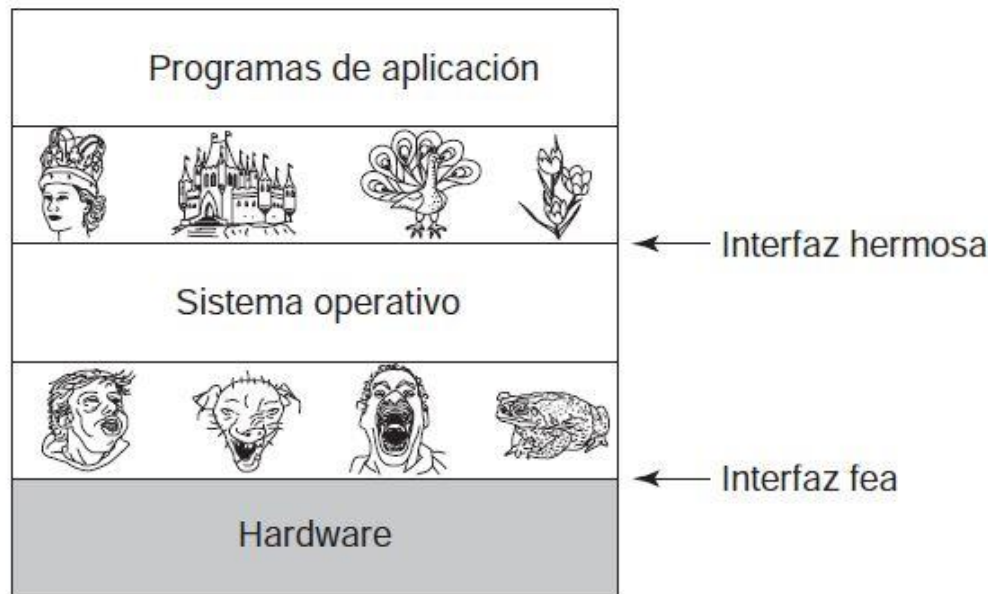 Programas de aplicación
Interfaz hermosa
Sistema operativo
Interfaz fea
Hardware